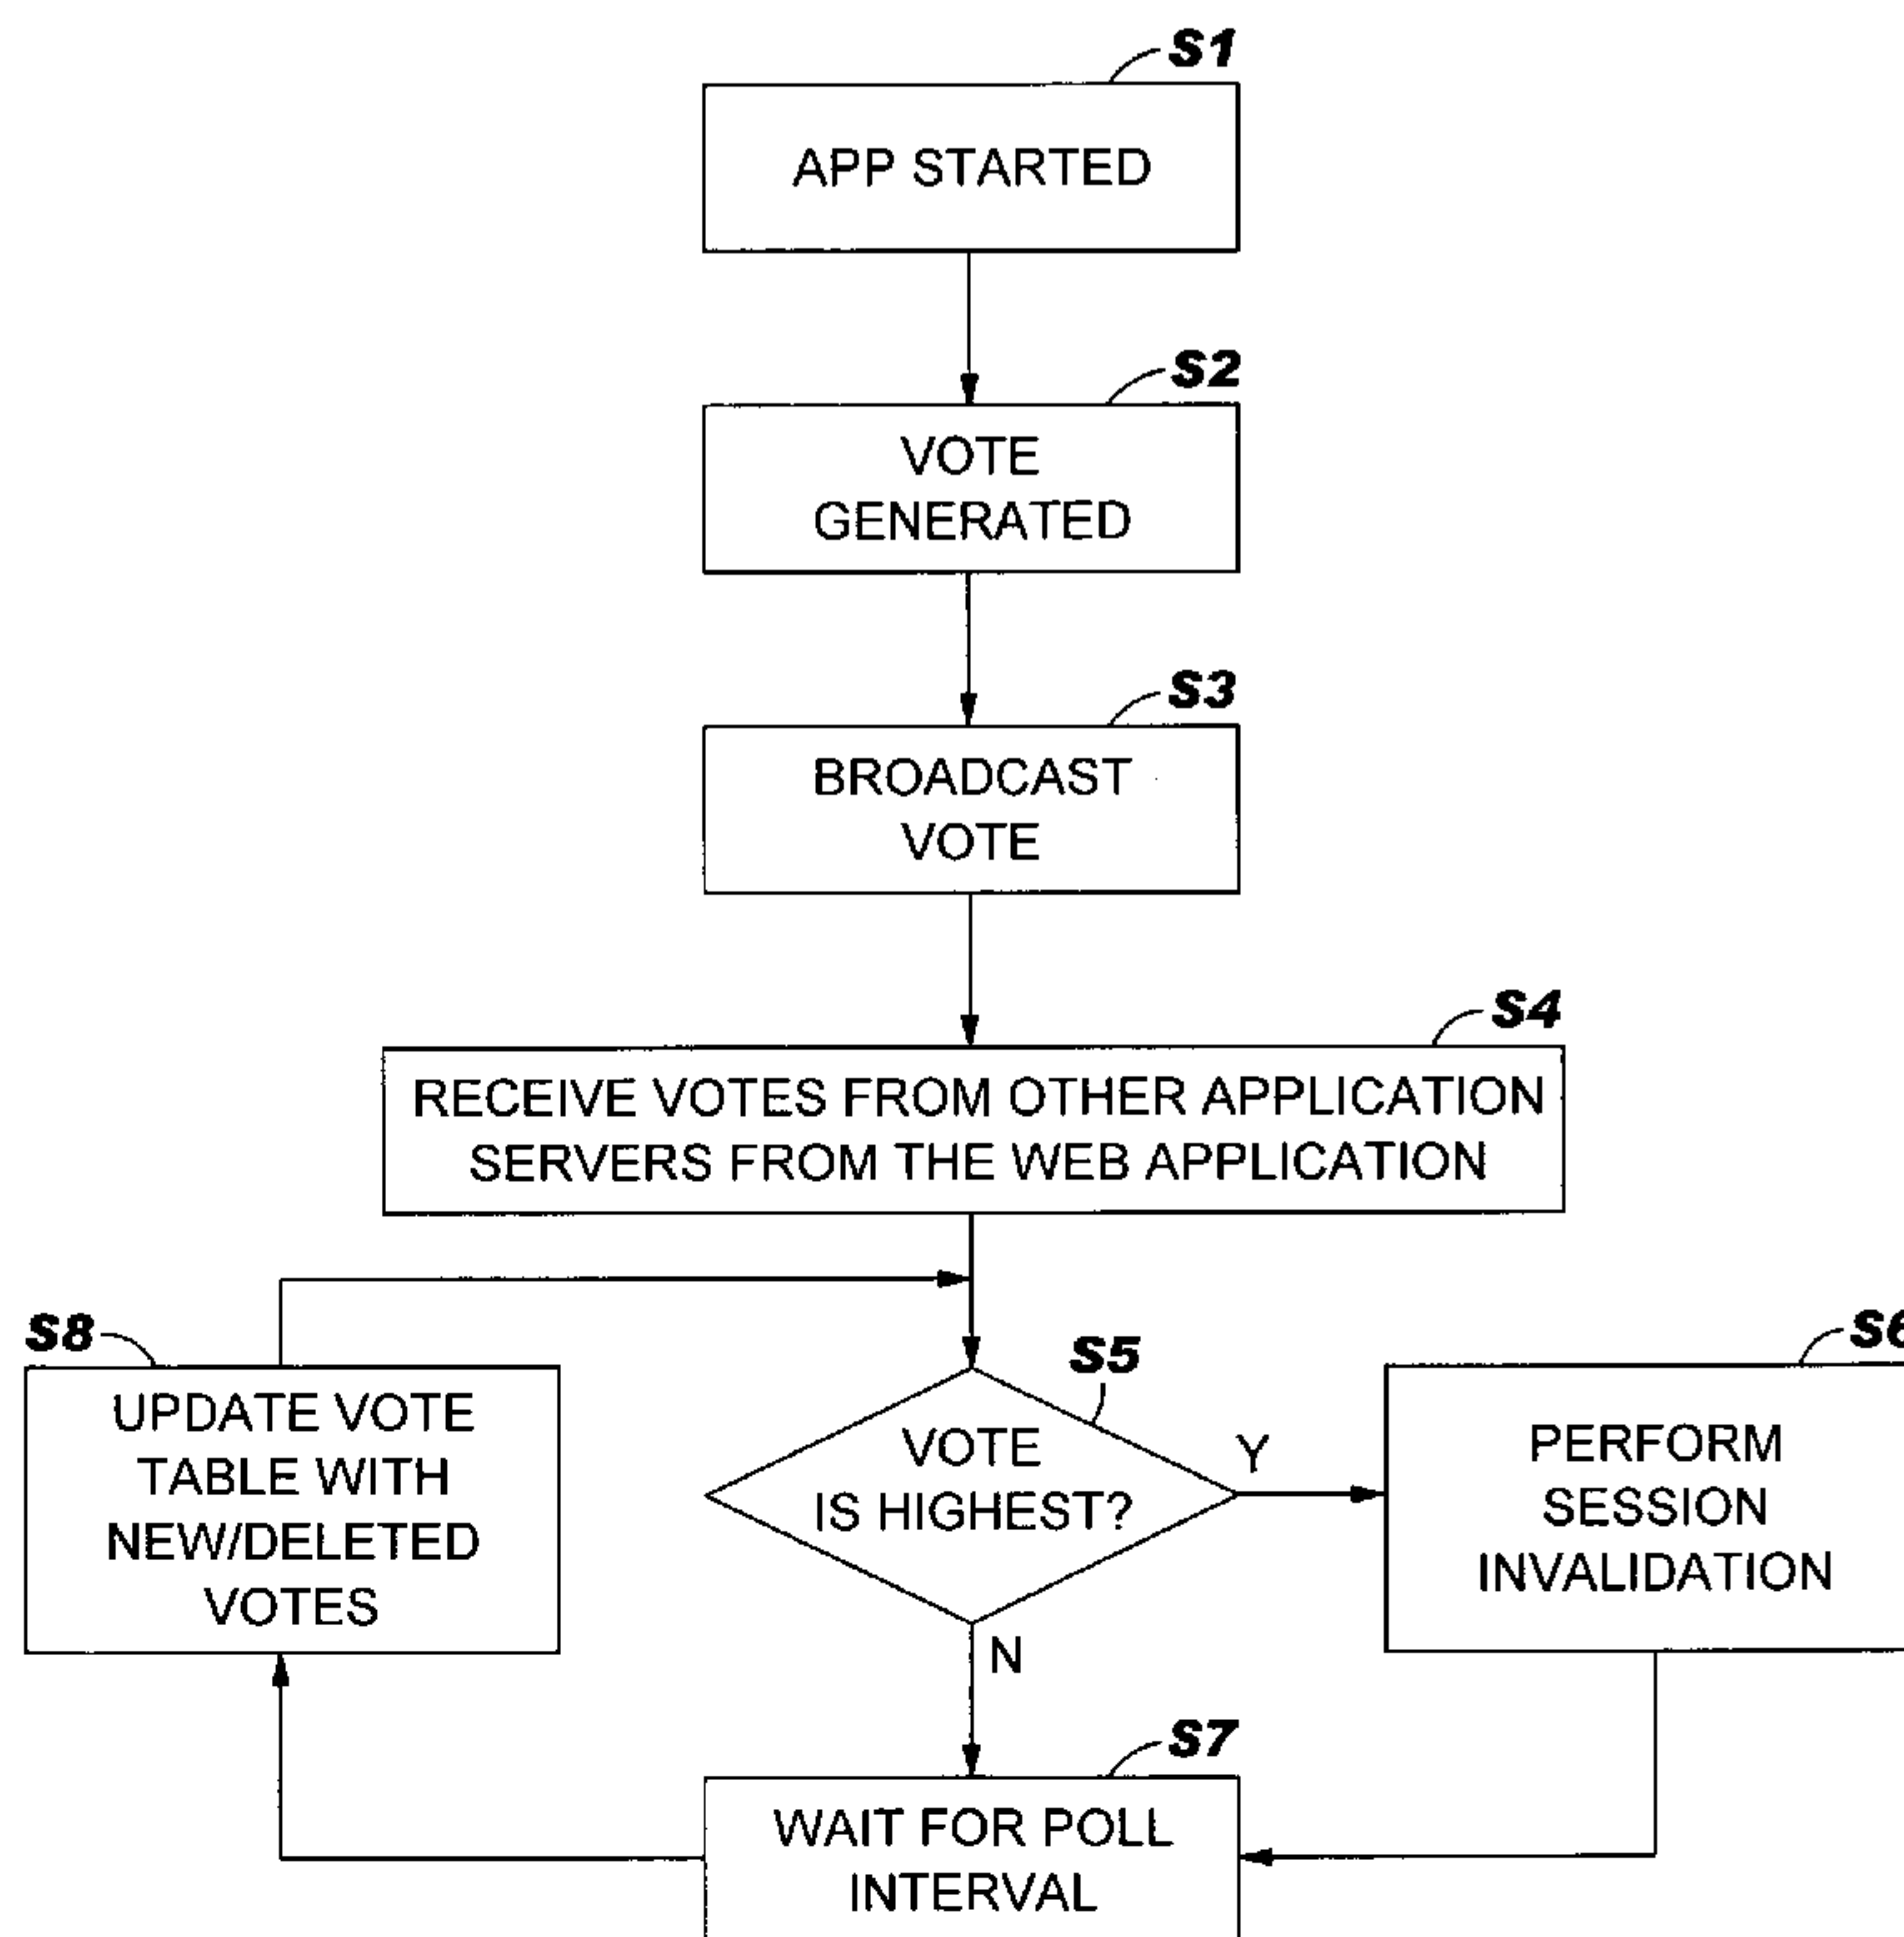 S1
APP STARTED
S2
VOTE
GENERATED
S3
BROADCAST
VOTE
S4
RECEIVE VOTES FROM OTHER APPLICATION
SERVERS FROM THE WEB APPLICATION
S8
UPDATE VOTE
TABLE WITH
NEW/DELETED
VOTES
S5
VOTE
IS HIGHEST?
Y
N
S6
PERFORM
SESSION
INVALIDATION
S7
WAIT FOR POLL
INTERVAL